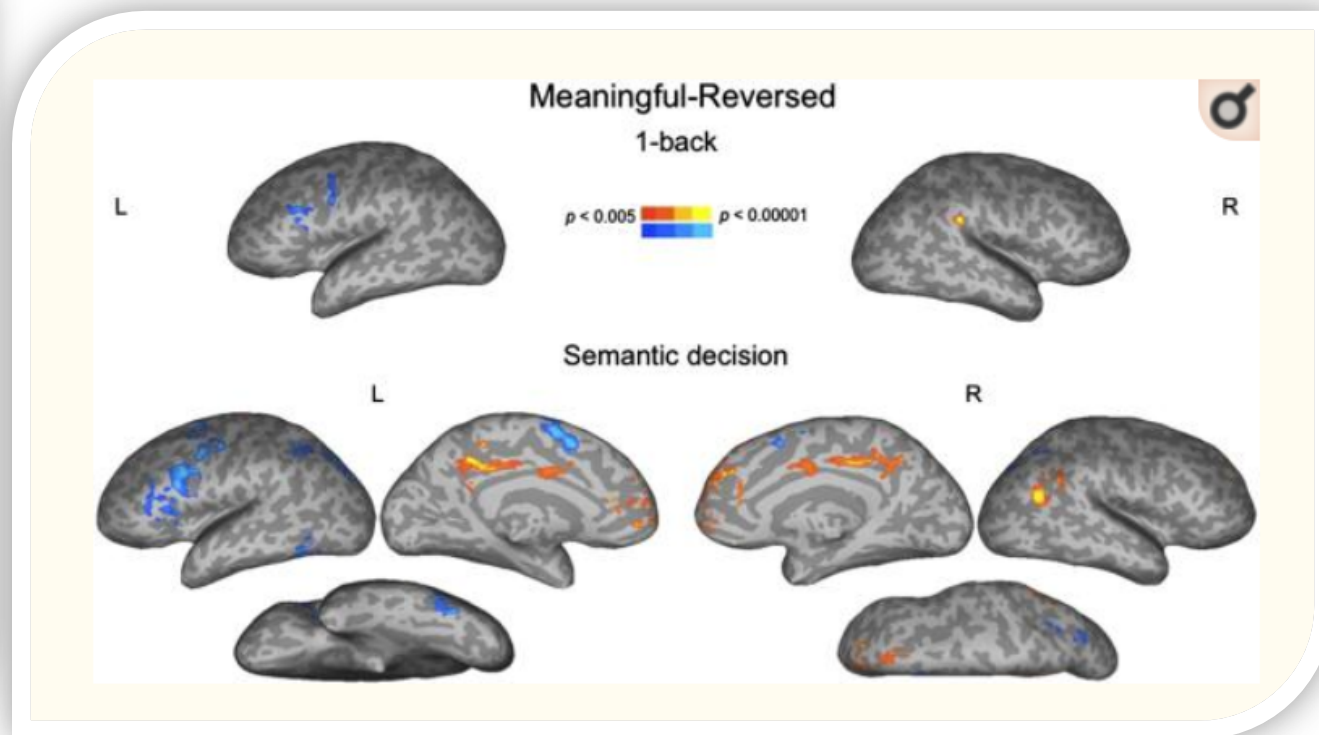 Meaningful-Reversed
1-back
L
p < 0.005 p < 0.00001
R
Semantic decision
L
R